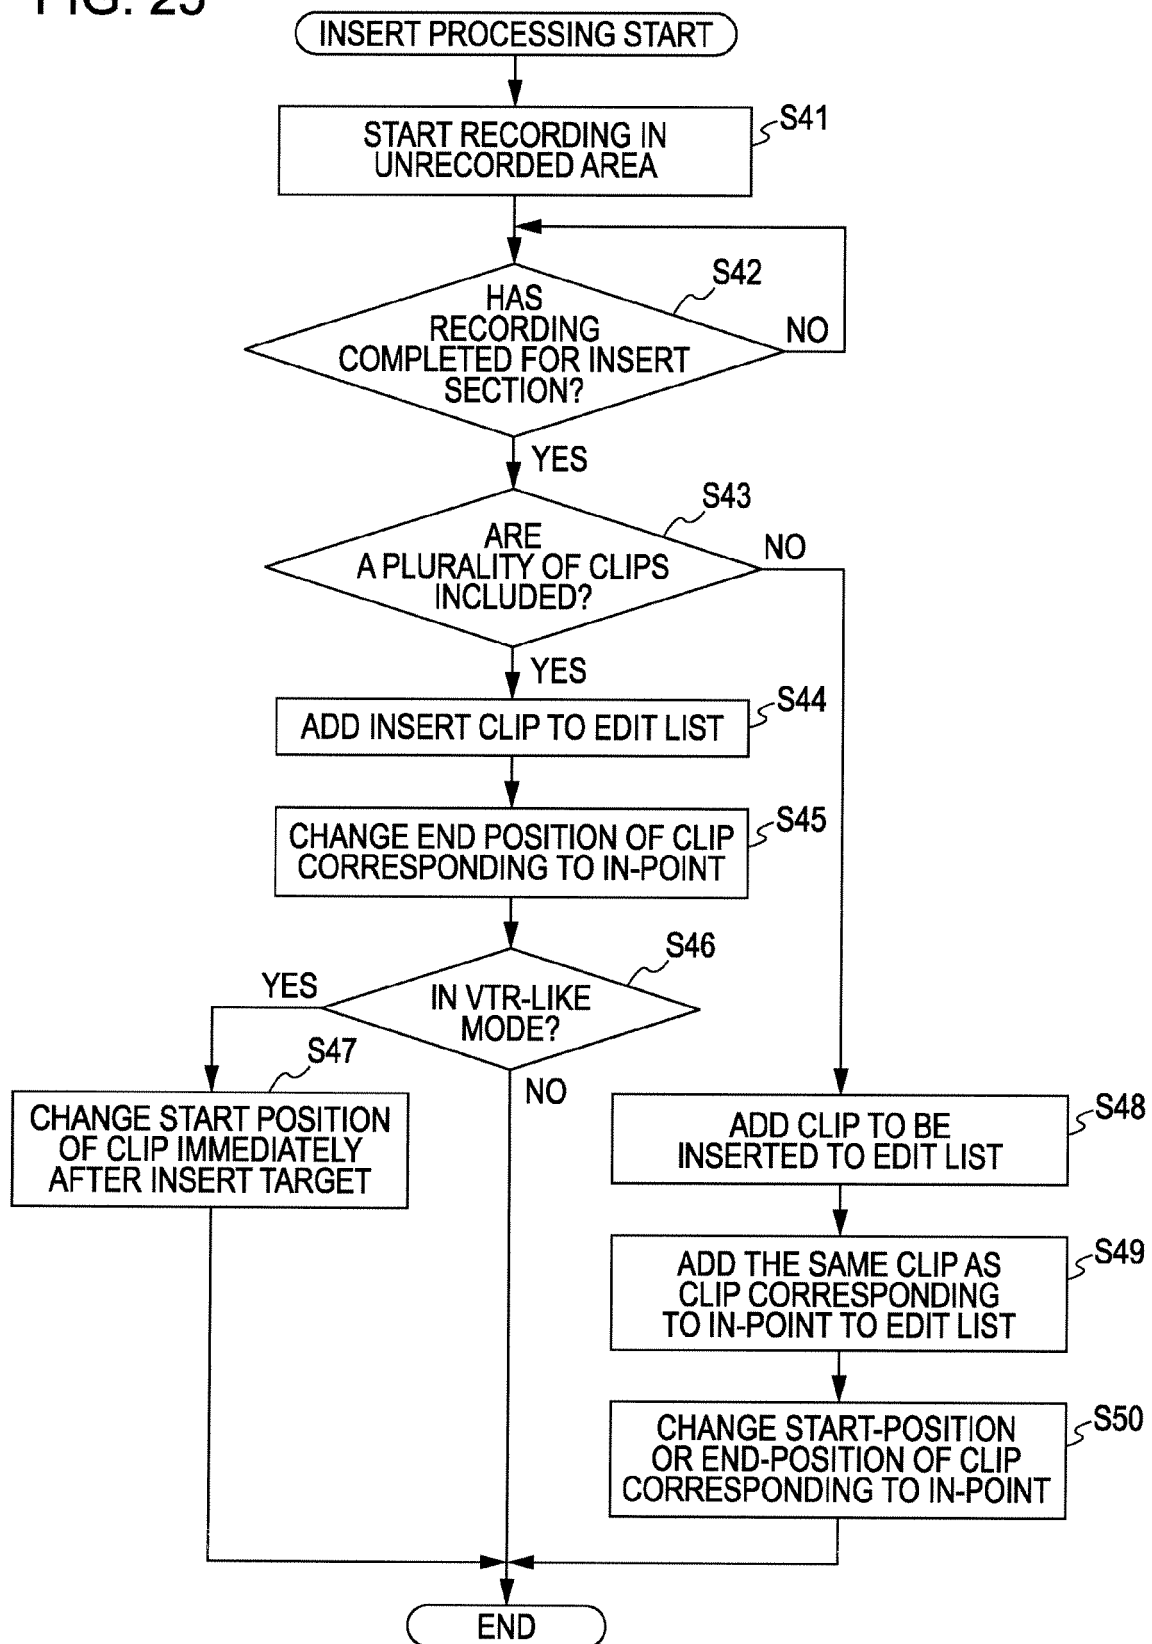 FIG. 25
INSERT PROCESSING START
START RECORDING IN
UNRECORDED AREA
S41
HAS
RECORDING
COMPLETED FOR INSERT
SECTION?
S42
NO
YES
ARE
A PLURALITY OF CLIPS
INCLUDED?
S43
NO
YES
ADD INSERT CLIP TO EDIT LIST
S44
CHANGE END POSITION OF CLIP
CORRESPONDING TO IN-POINT
S45
IN VTR-LIKE
MODE?
S46
YES
NO
CHANGE START POSITION
OF CLIP IMMEDIATELY
AFTER INSERT TARGET
S47
ADD CLIP TO BE
INSERTED TO EDIT LIST
S48
ADD THE SAME CLIP AS
CLIP CORRESPONDING
TO IN-POINT TO EDIT LIST
S49
CHANGE START-POSITION
OR END-POSITION OF CLIP
CORRESPONDING TO IN-POINT
S50
END